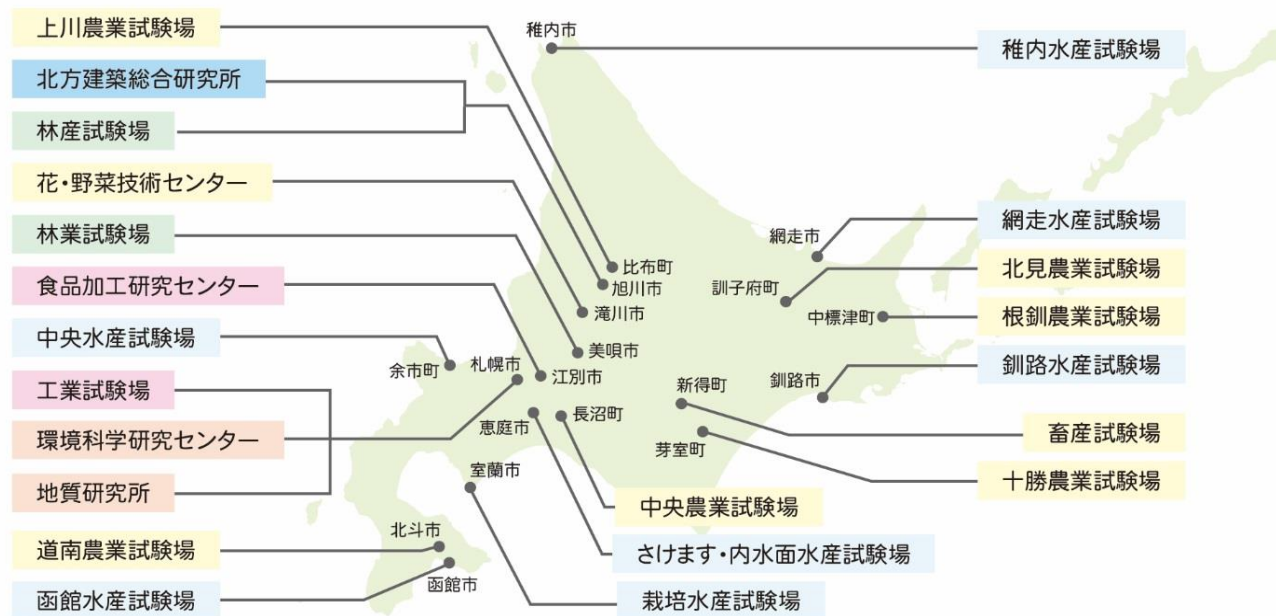 上川農業試験場
北方建築総合研究所
林産試験場
花・野菜技術センター
林業試験場
食品加工研究センター
中央水産試験場
工業試験場
環境科学研究センター
地質研究所
道南農業試験場
函館水産試験場
稚内市
比布町
旭川市
滝川市
美唄市
余市町
札幌市
江別市
恵庭市
長沼町
室蘭市
北斗市
函館市
網走市
訓子府町
中標津町
新得町
釧路市
芽室町
中央農業試験場
さけます・内水面水産試験場
栽培水産試験場
稚内水産試験場
網走水産試験場
北見農業試験場
根釧農業試験場
釧路水産試験場
畜産試験場
十勝農業試験場